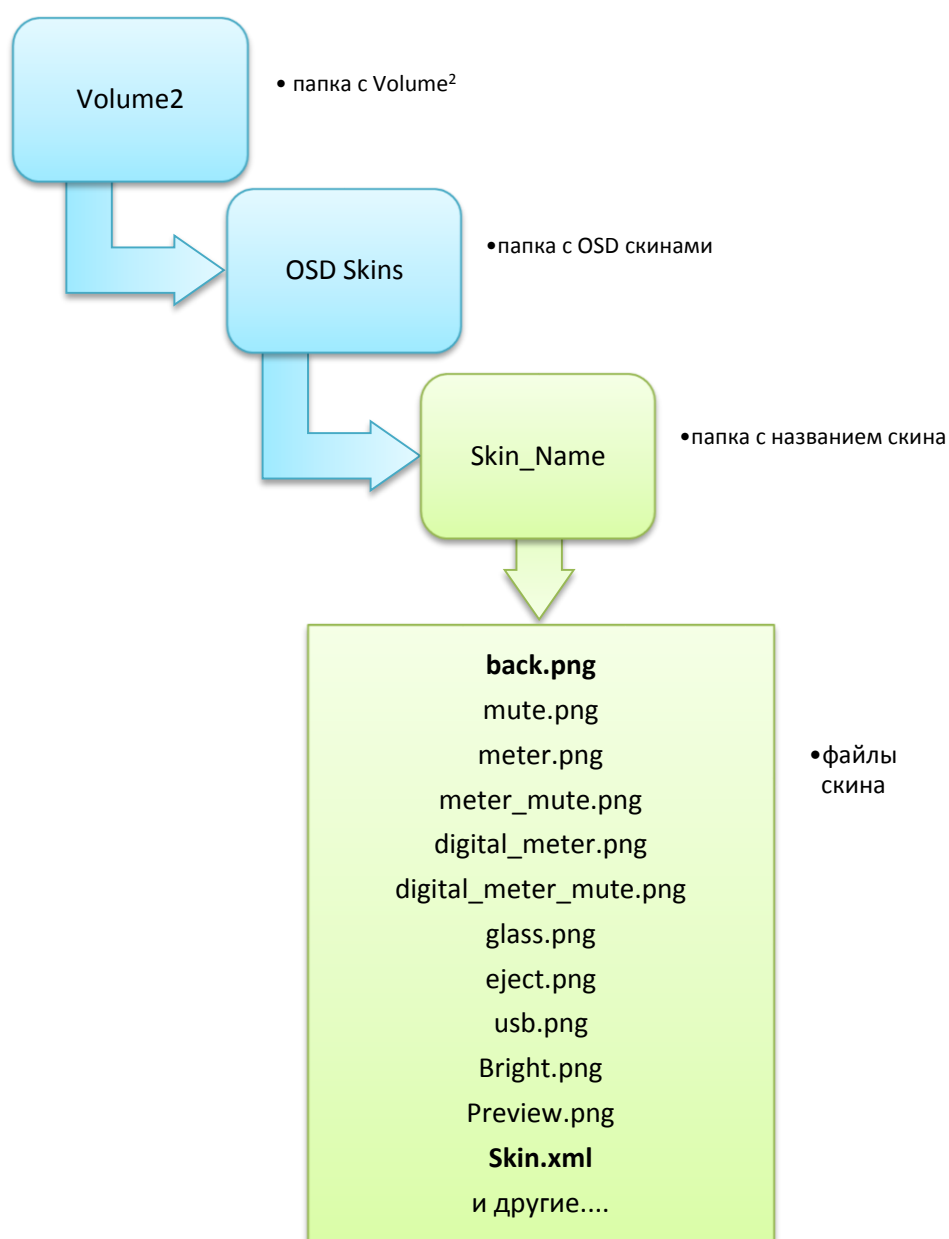 Volume2
• папка с Volume²
OSD Skins
•папка с OSD скинами
Skin_Name
•папка с названием скина
back.png
mute.png
meter.png
meter_mute.png
digital_meter.png
digital_meter_mute.png
glass.png
eject.png
usb.png
Bright.png
Preview.png
Skin.xml
и другие....
•файлы
скина